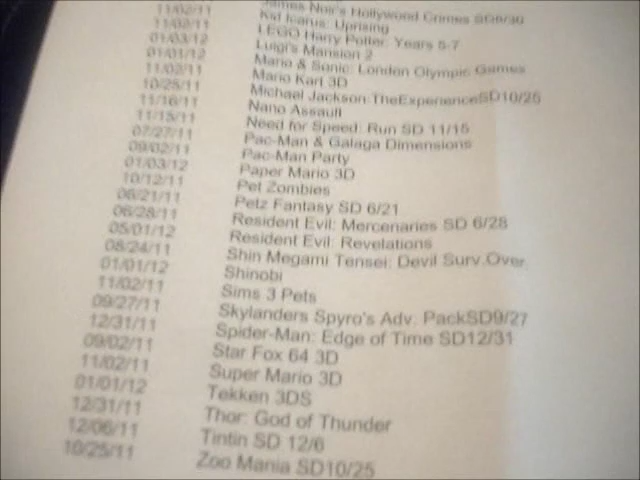 James Noir's Hollywood Crimes
11/02/11 Kid Icarus: Uprising
11/02/11 LEGO Harry Potter: Years 5-7
01/03/12 Luigi's Mansion 2
01/01/12 Mario & Sonic: London Olympic Games
11/02/11 Mario Kart 3D
10/25/11 Michael Jackson TheExperienceSD10/25
11/16/11 Nano Assault
11/15/11 Need for Speed: Run SD 11/15
07/27/11 Pac-Man & Galaga Dimensions
09/02/11 Pac-Man Party
01/03/12 Paper Mario 3D
10/12/11 Pet Zombies
06/21/11 Petz Fantasy SD 6/21
06/28/11 Resident Evil: Mercenaries SD 6/28
05/01/12 Resident Evil: Revelations
08/24/11 Shin Megami Tensei: Devil Surv.Over
01/01/12 Shinobi
11/02/11 Sims 3 Pets
09/27/11 Skylanders Spyro's Adv. PackSD9/27
12/31/11 Spider-Man: Edge of Time SD12/31
09/02/11 Star Fox 64 3D
11/02/11 Super Mario 3D
01/01/12 Tekken 3DS
12/31/11 Thor: God of Thunder
12/06/11 Tintin SD 12/6
10/25/11 Zoo Mania SD10/25